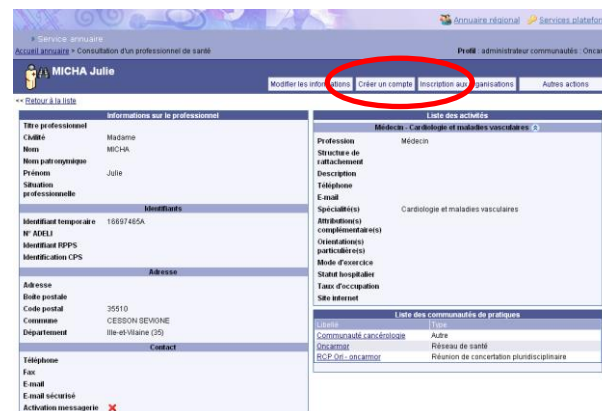 Annuaire régional Services platefor
Service annuaire
Accueil annuaire > Consultation d'un professionnel de santé
Profil : administrateur communautés : Oncar
MICHA Julie
Modifier les informations Créer un compte Inscription aux organisations Autres actions
<< Retour à la liste
Informations sur le professionnel
Titre professionnel
Civilité Madame
Nom MICHA
Nom patronymique
Prénom Julie
Situation
professionnelle
Identifiants
Identifiant temporaire 16697465A
N° ADELI
Identifiant RPPS
Identification CPS
Adresse
Adresse
Boîte postale
Code postal 35510
Commune CESSON SEVIGNE
Département Ille-et-Vilaine (35)
Contact
Téléphone
Fax
E-mail
E-mail sécurisé
Activation messagerie
Liste des activités
Médecin - Cardiologie et maladies vasculaires
Profession Médecin
Structure de
rattachement
Description
Téléphone
E-mail
Spécialité(s) Cardiologie et maladies vasculaires
Attribution(s)
complémentaire(s)
Orientation(s)
particulière(s)
Mode d'exercice
Statut hospitalier
Taux d'occupation
Site internet
Liste des communautés de pratiques
Libellé Type
Communauté cancérologie Autre
Oncarmor Réseau de santé
RCP Orl - oncarmor Réunion de concertation pluridisciplinaire